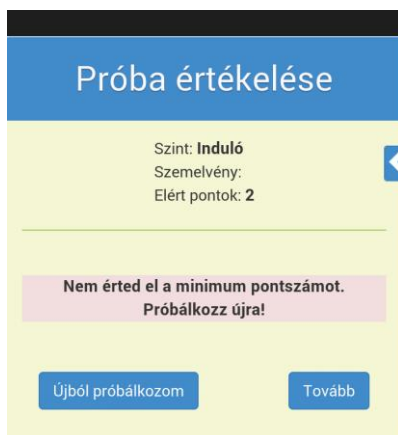 Próba értékelése
Szint: Induló
Szemelvény:
Elért pontok: 2
Nem érted el a minimum pontszámot.
Próbálkozz újra!
Újból próbálkozom
Tovább